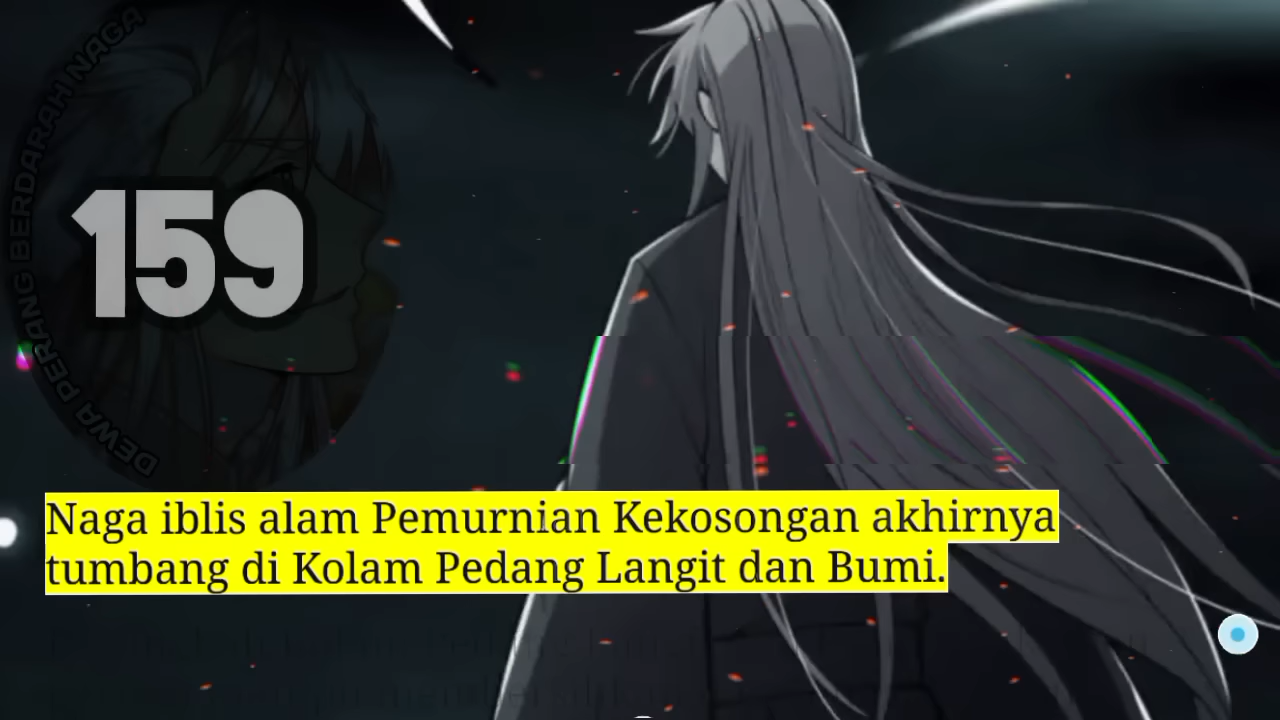 DEWA PERANG BERDARAH NAGA
159
Naga iblis alam Pemurnian Kekosongan akhirnya
tumbang di Kolam Pedang Langit dan Bumi.